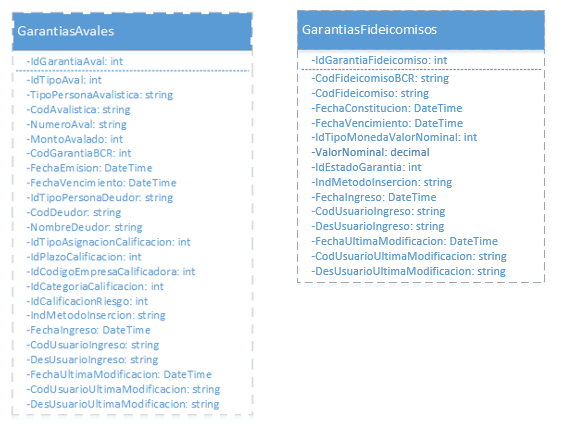 GarantiasAvales
-IdGarantiaAval: int
-IdTipoAval: int
-TipoPersonaAvalistica: string
-CodAvalistica: string
-NumeroAval: string
-MontoAvalado: int
-CodGarantiaBCR: int
-FechaEmision: DateTime
-FechaVencimiento: DateTime
-IdTipoPersonaDeudor: string
-CodDeudor: string
-NombreDeudor: string
-IdTipoAsignacionCalificacion: int
-IdPlazoCalificacion: int
-IdCodigoEmpresaCalificadora: int
-IdCategoriaCalificacion: int
-IdCalificacionRiesgo: int
-IndMetodoInsercion: string
-FechaIngreso: DateTime
-CodUsuarioIngreso: string
-DesUsuarioIngreso: string
-FechaUltimaModificacion: DateTime
-CodUsuarioUltimaModificacion: string
-DesUsuarioUltimaModificacion: string
GarantiasFideicomisos
-IdGarantiaFideicomiso: int
-CodFideicomisoBCR: string
-CodFideicomiso: string
-FechaConstitucion: DateTime
-FechaVencimiento: DateTime
-IdTipoMonedaValorNominal: int
-ValorNominal: decimal
-IdEstadoGarantia: int
-IndMetodoInsercion: string
-FechaIngreso: DateTime
-CodUsuarioIngreso: string
-DesUsuarioIngreso: string
-FechaUltimaModificacion: DateTime
-CodUsuarioUltimaModificacion: string
-DesUsuarioUltimaModificacion: string